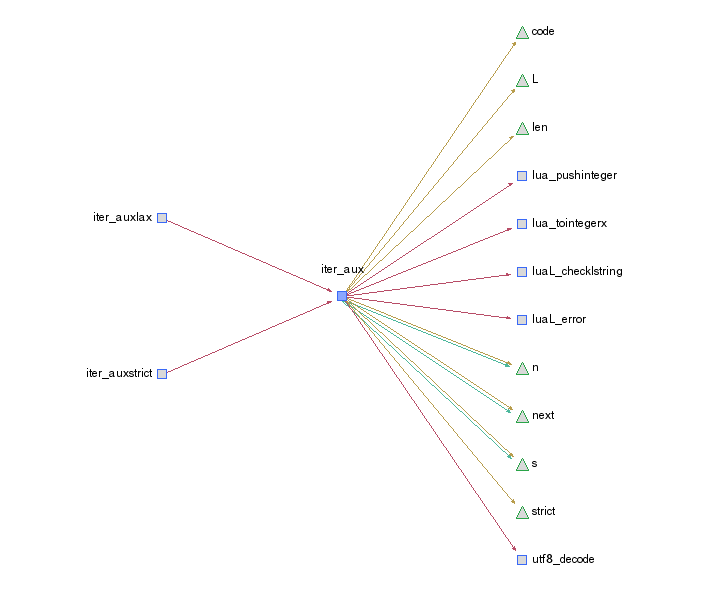 code
L
len
lua_pushinteger
iter_auxlax
lua_tointegerx
iter_aux
luaL_checklstring
luaL_error
n
iter_auxstrict
next
s
strict
utf8_decode